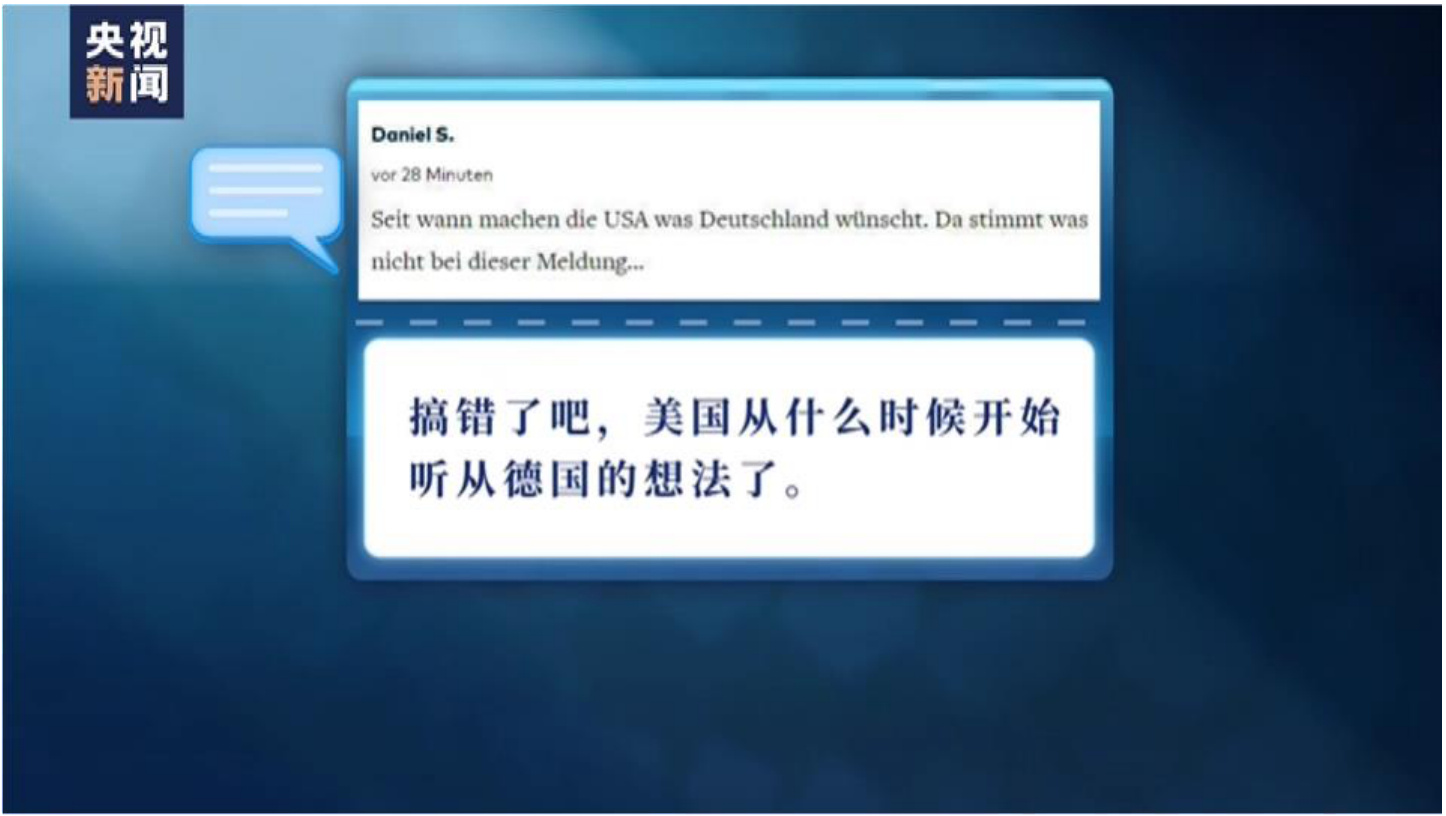 央视
新闻
Daniel S.
vor 28 Minuten
Seit wann machen die USA was Deutschland wünscht. Da stimmt was
nicht bei dieser Meldung...
搞错了吧，美国从什么时候开始
听从德国的想法了。